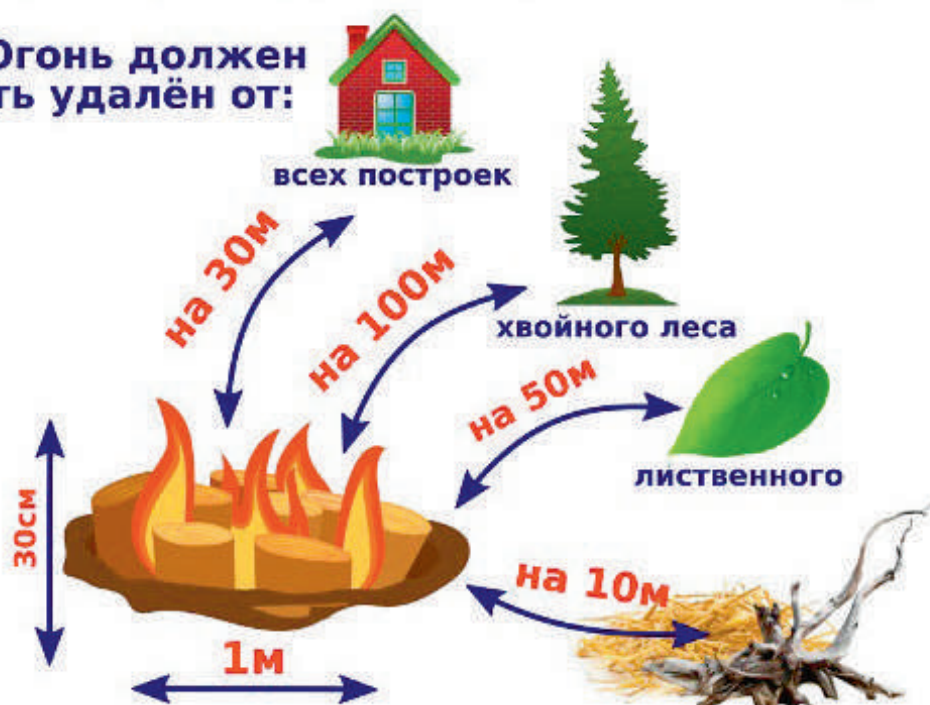 Огонь должен
ть удалён от:
всех построек
на 30м
на 100м
хвойного леса
на 50м
лиственного
30см
на 10м
1м